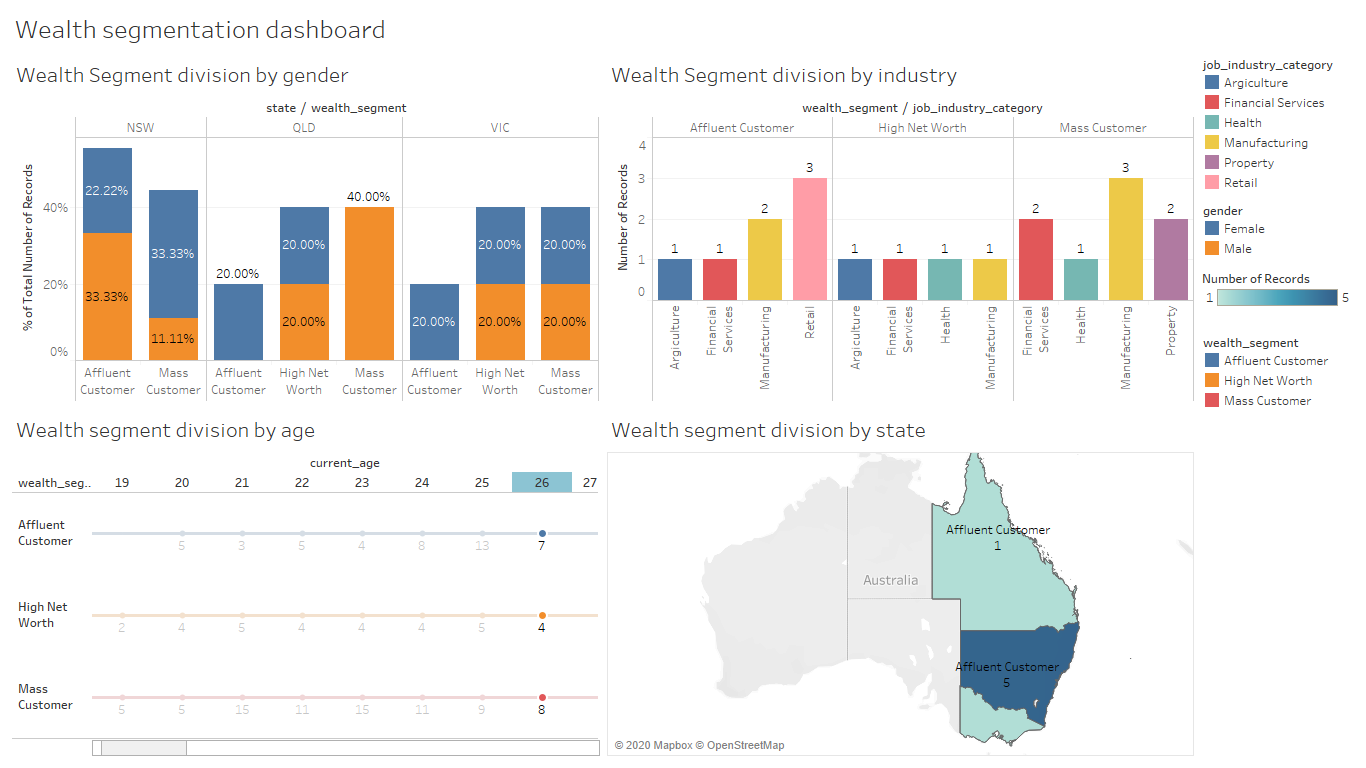 Wealth segmentation dashboard
Wealth Segment division by gender
state / wealth_segment
NSW QLD VIC
% of Total Number of Records
40%
20%
0%
22.22%
33.33%
33.33%
11.11%
20.00%
20.00%
20.00%
40.00%
20.00%
20.00%
20.00%
20.00%
20.00%
Affluent Customer
Mass Customer
Affluent Customer
High Net Worth
Mass Customer
Affluent Customer
High Net Worth
Mass Customer
Wealth Segment division by industry
wealth_segment / job_industry_category
Affluent Customer High Net Worth Mass Customer
Number of Records
4
3
2
1
0
1 1 2 3 1 1 1 1 2 1 3 2
Argiculture
Financial Services
Manufacturing
Retail
Argiculture
Financial Services
Health
Manufacturing
Financial Services
Health
Manufacturing
Property
job_industry_category
Argiculture
Financial Services
Health
Manufacturing
Property
Retail
gender
Female
Male
Number of Records
1 5
wealth_segment
Affluent Customer
High Net Worth
Mass Customer
Wealth segment division by age
current_age
wealth_seg.. 19 20 21 22 23 24 25 26 27
Affluent
Customer
5 3 5 4 8 13 7
High Net
Worth
2 4 5 4 4 4 5 4
Mass
Customer
5 5 15 11 15 11 9 8
Wealth segment division by state
Affluent Customer
1
Australia
Affluent Customer
5
© 2020 Mapbox © OpenStreetMap